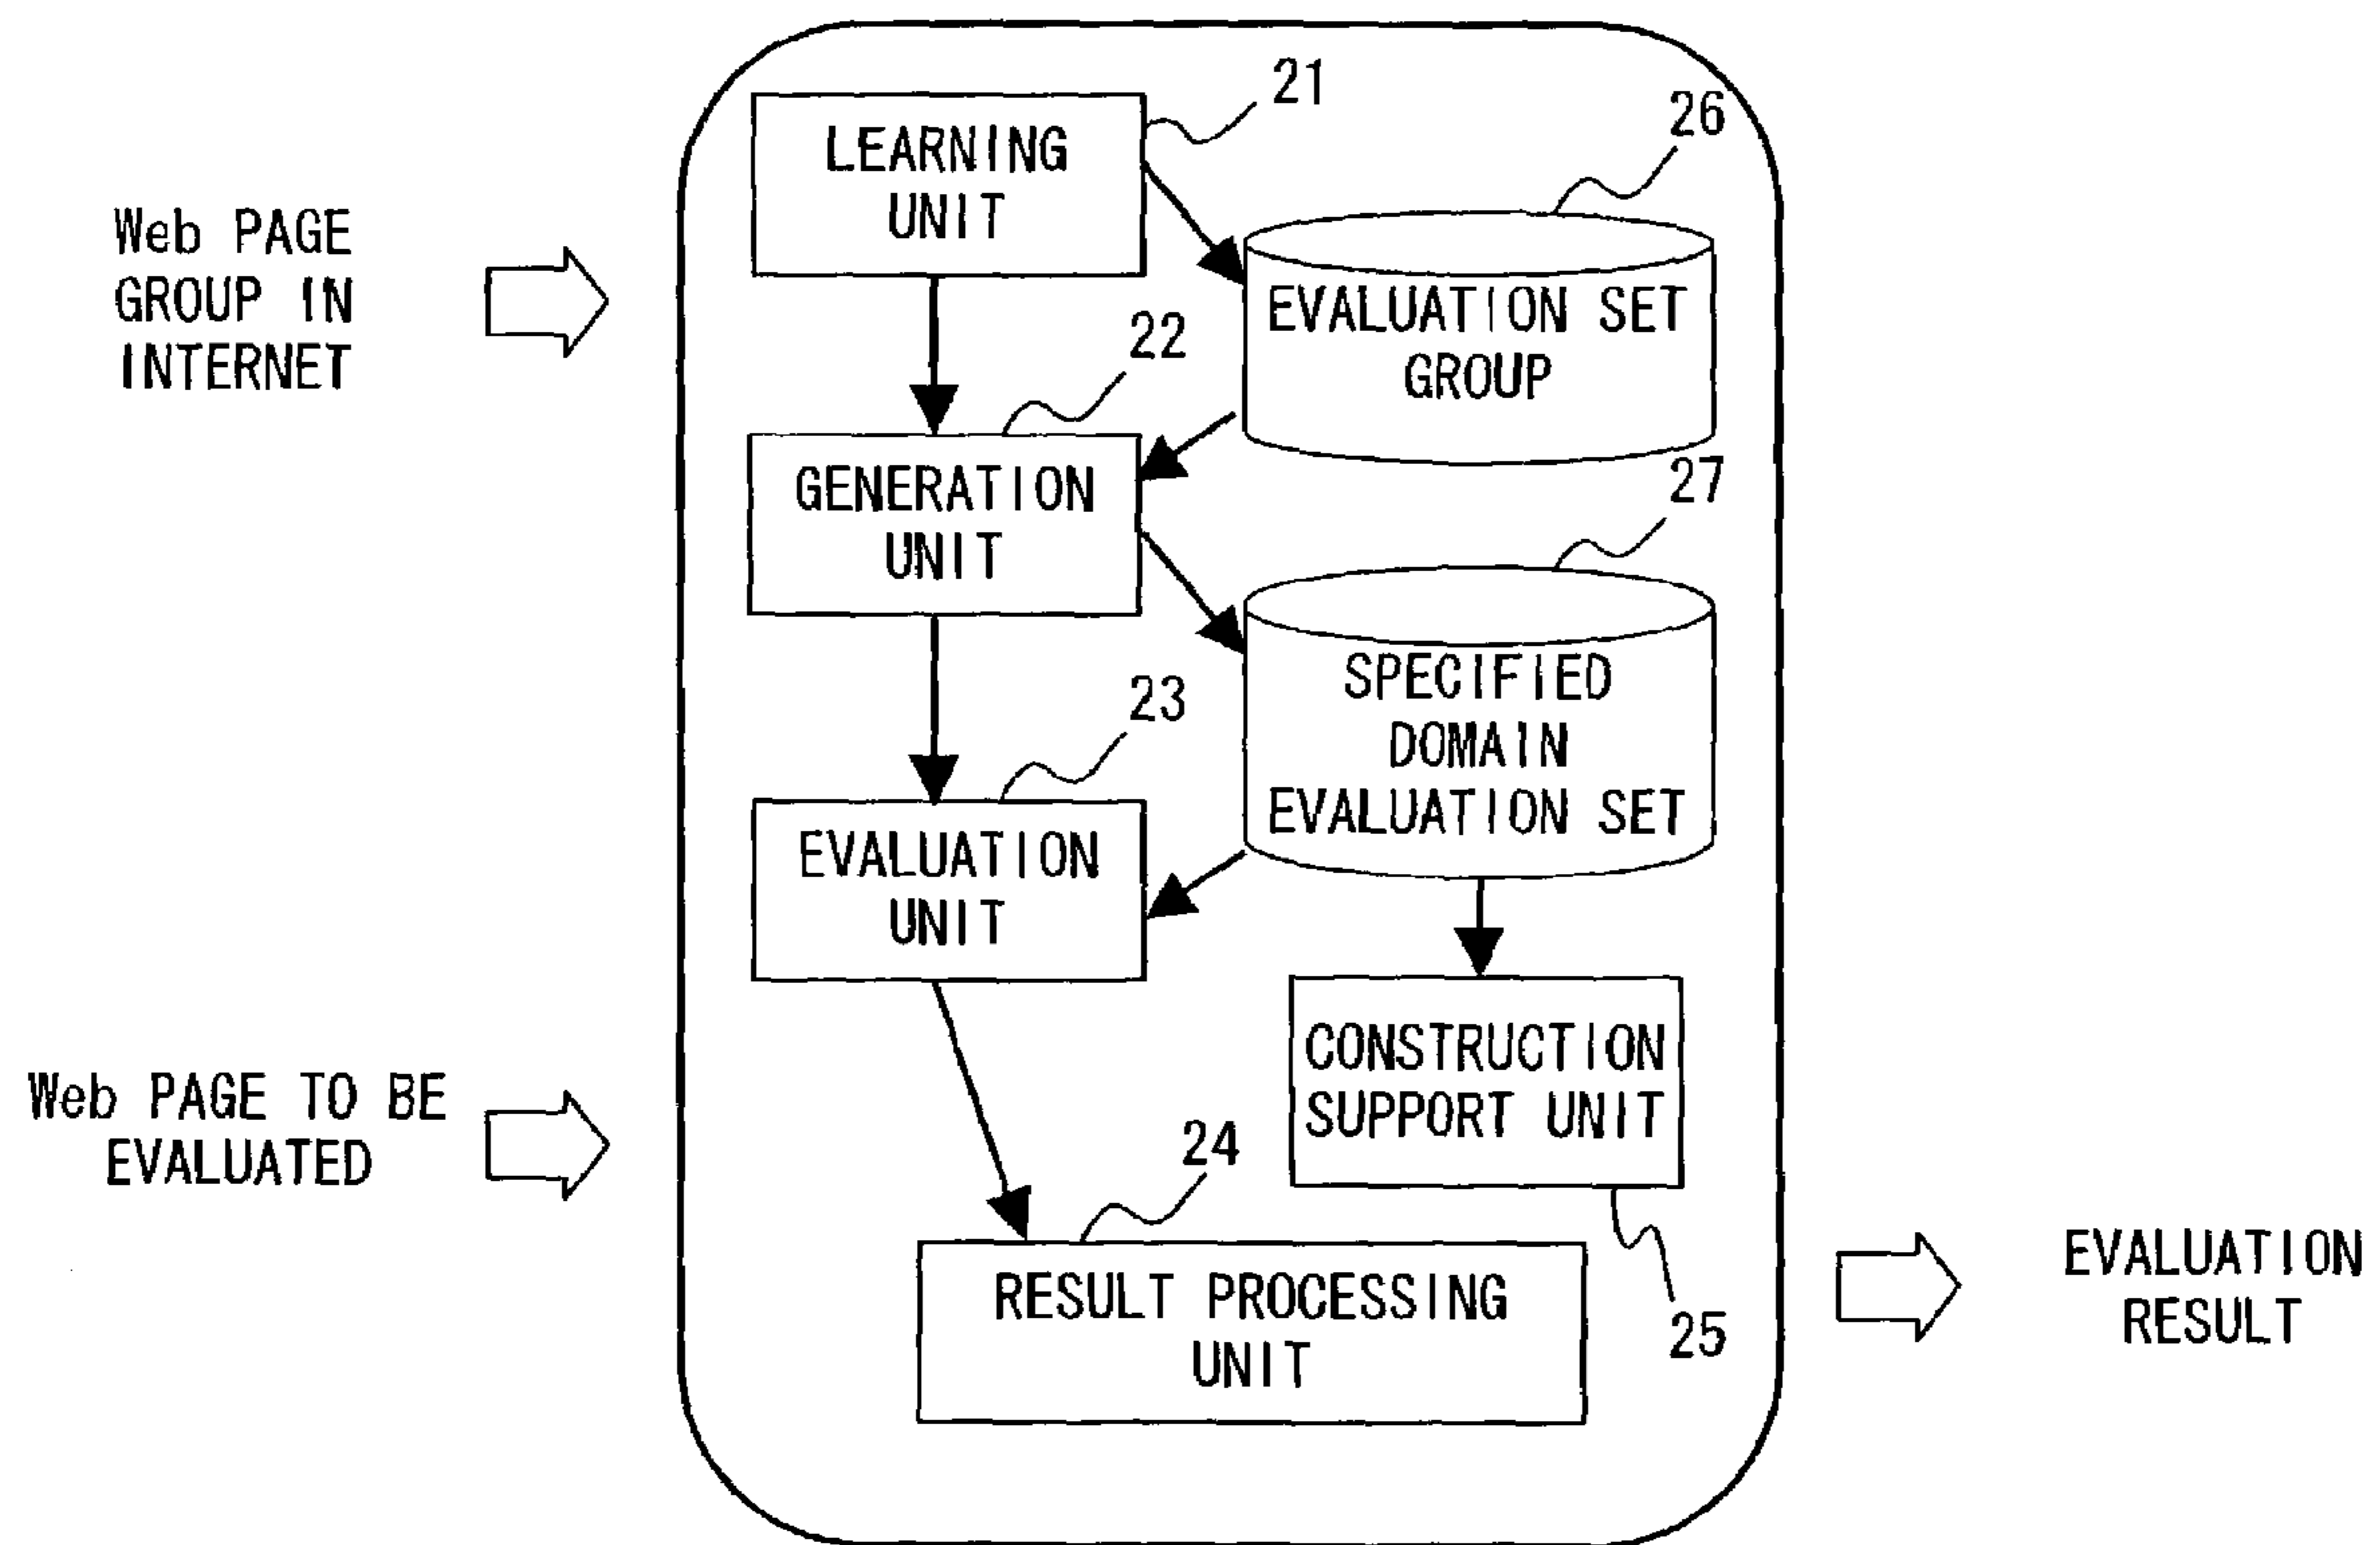 21
LEARNING
UNIT
26
Web PAGE
GROUP IN
INTERNET
EVALUATION SET
GROUP
22
GENERATION
UNIT
27
SPECIFIED
DOMAIN
EVALUATION SET
23
EVALUATION
UNIT
CONSTRUCTION
SUPPORT UNIT
Web PAGE TO BE
EVALUATED
24
RESULT PROCESSING
UNIT
25
EVALUATION
RESULT